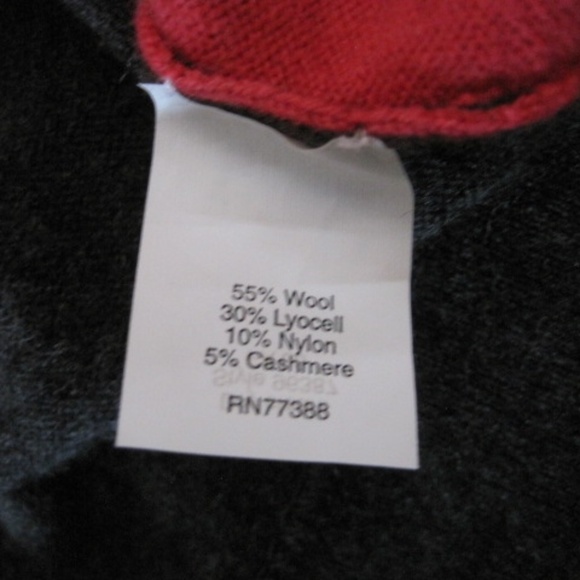 55% Wool
30% Lyocell
10% Nylon
5% Cashmere
RN77388